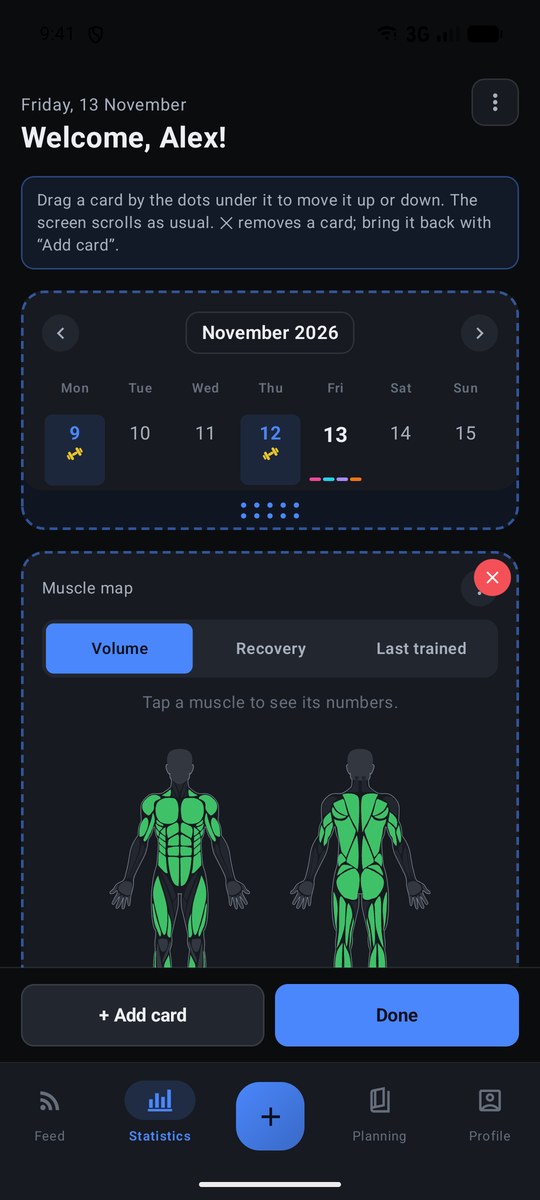 9:41
3G
Friday, 13 November
Welcome, Alex!
Drag a card by the dots under it to move it up or down. The
screen scrolls as usual. ✕ removes a card; bring it back with
“Add card”.
November 2026
Mon Tue Wed Thu Fri Sat Sun
9 10 11 12 13 14 15
Muscle map
Volume Recovery Last trained
Tap a muscle to see its numbers.
+ Add card Done
Feed Statistics Planning Profile